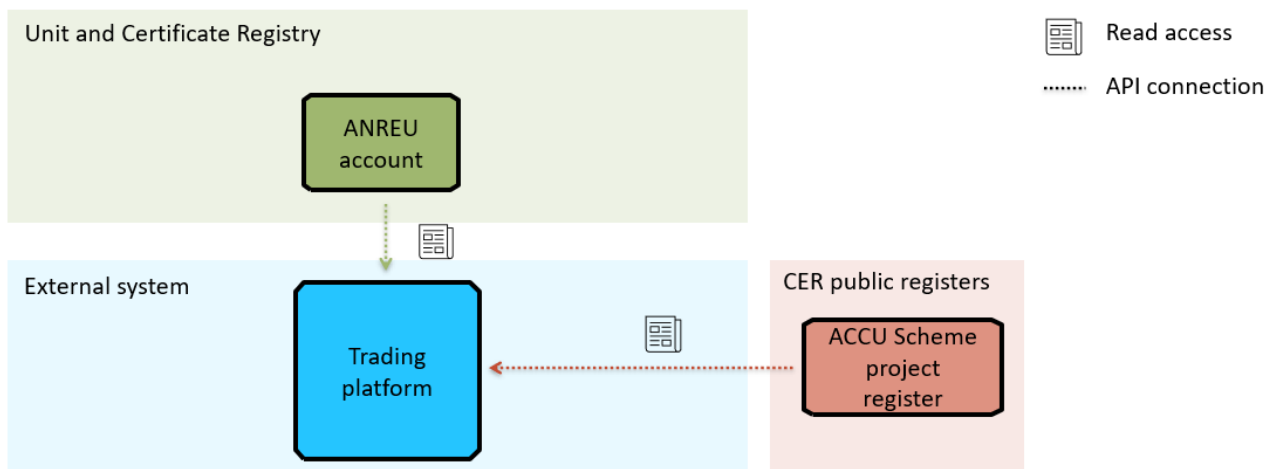 Unit and Certificate Registry
Read access
API connection
ANREU
account
External system
CER public registers
Trading
platform
ACCU Scheme
project
register